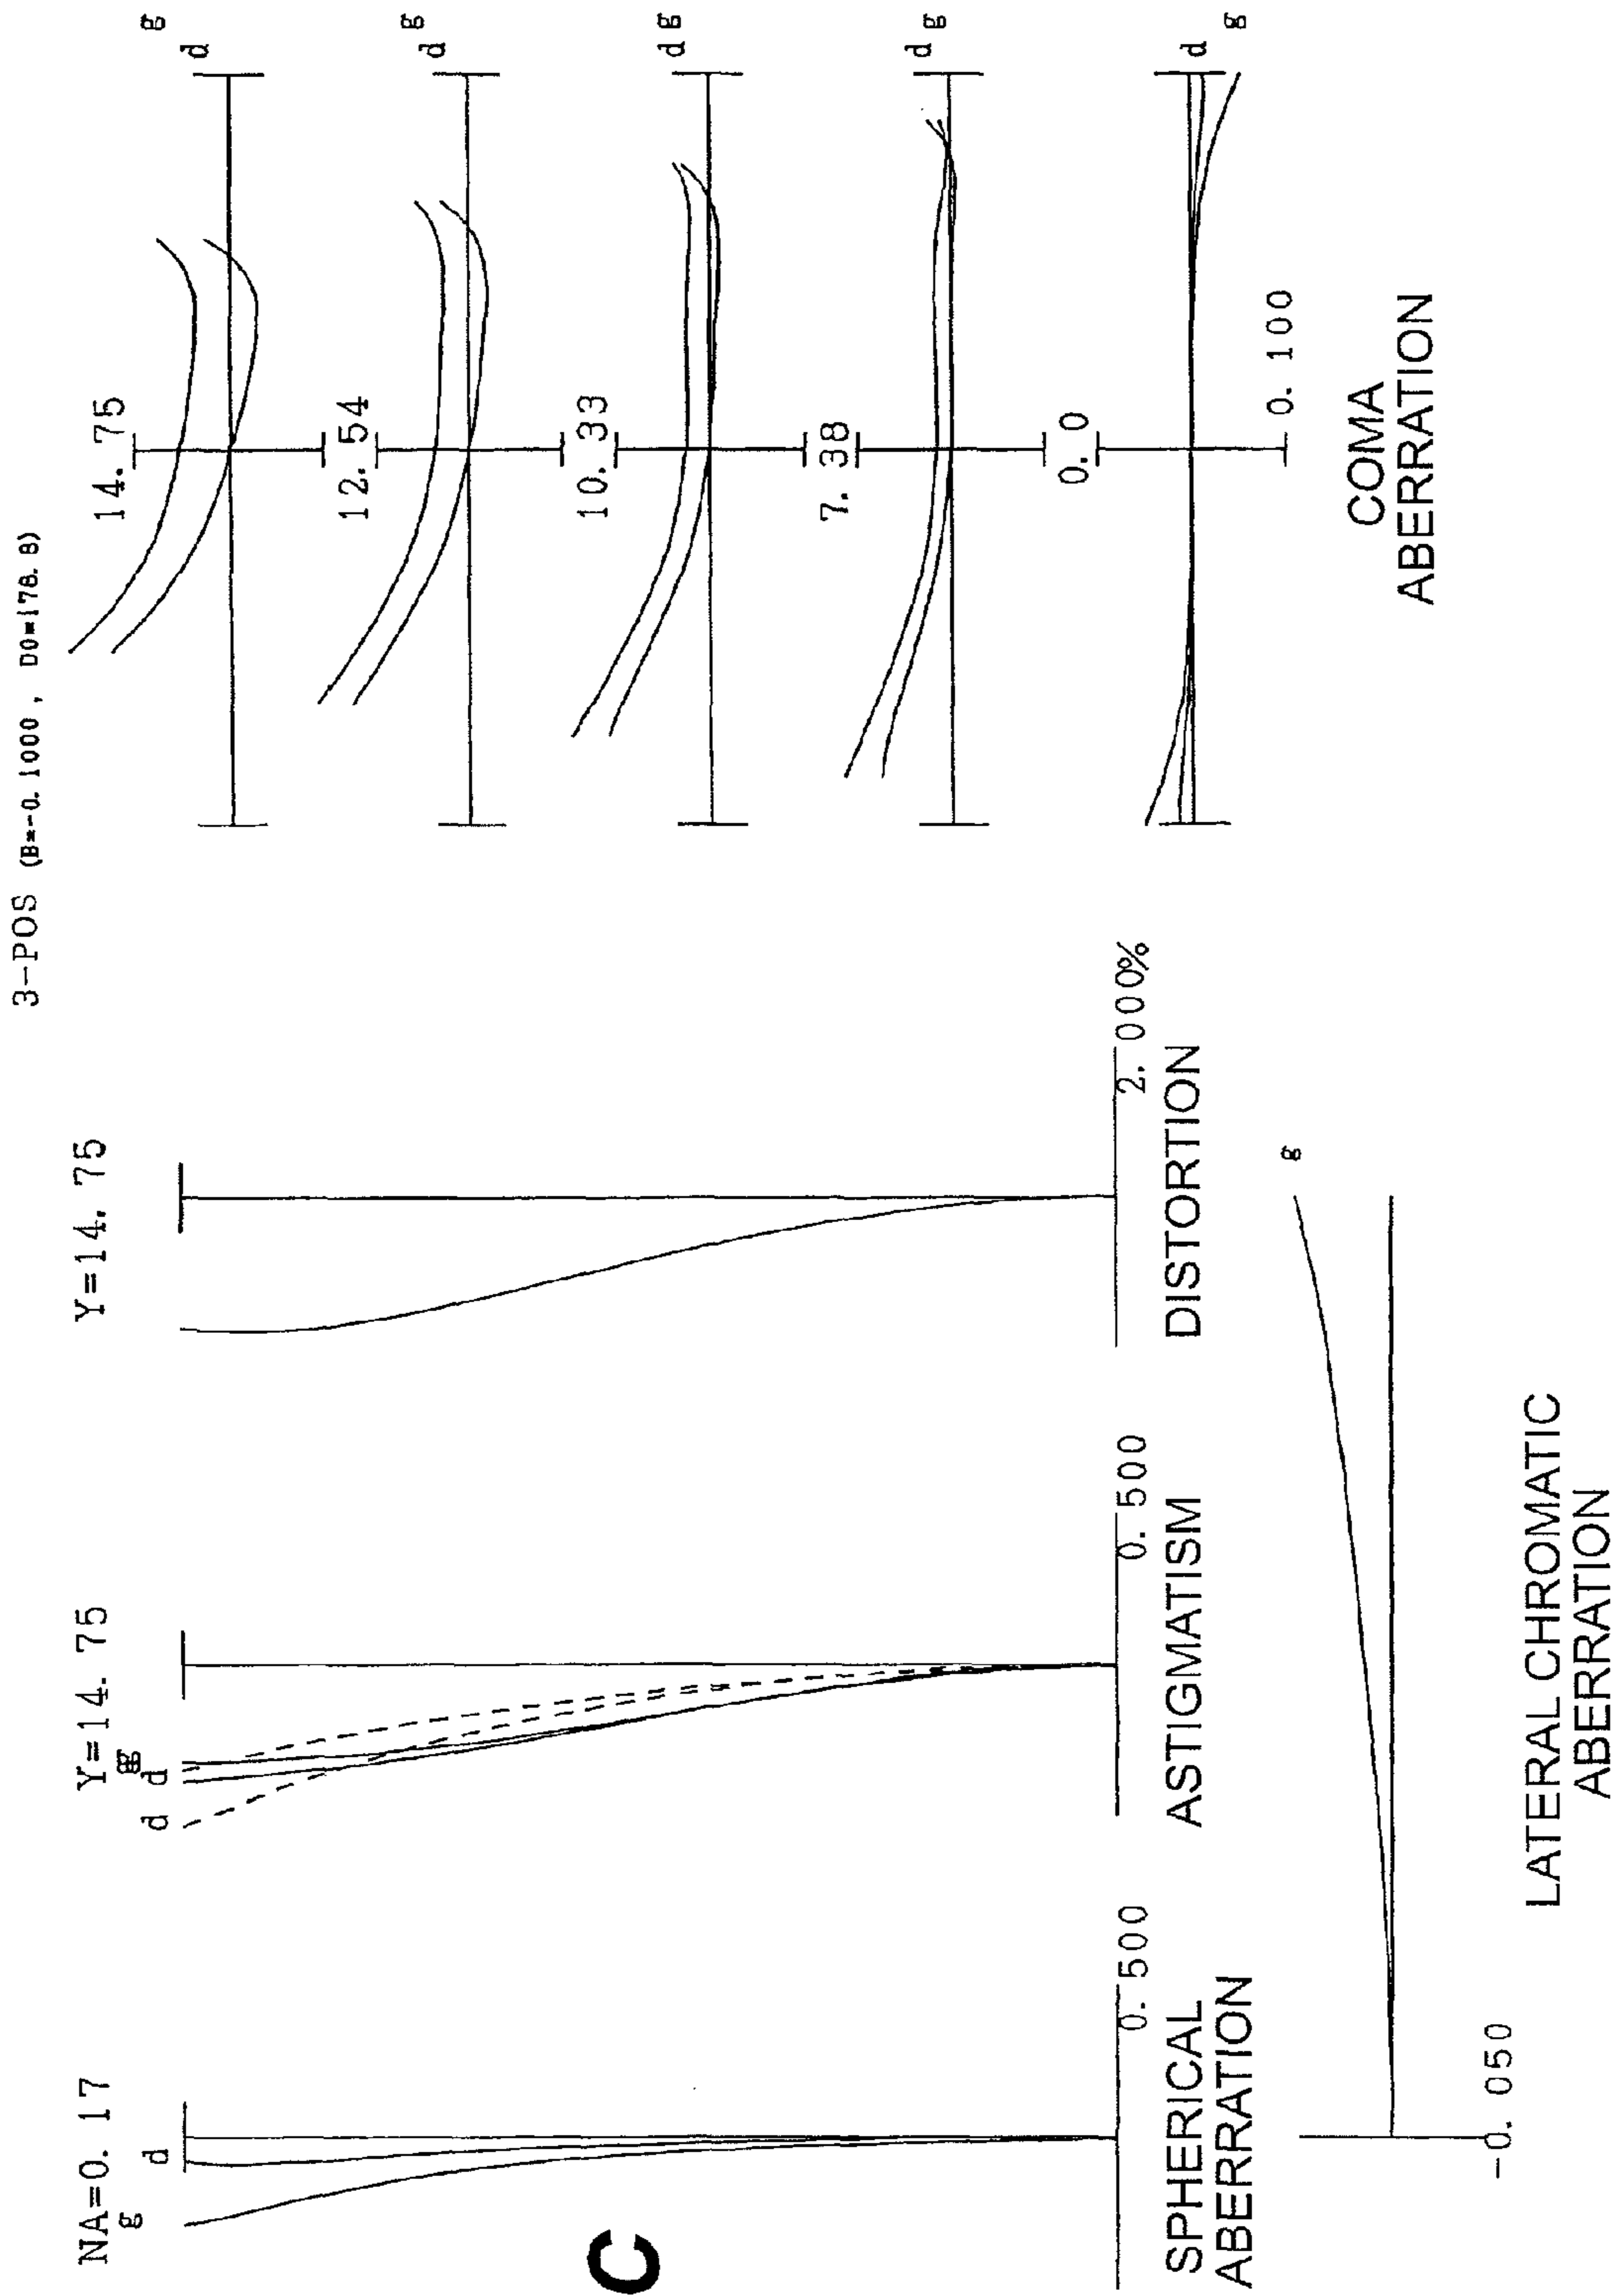 3-POS (B=-0.1000 , D0=178.8)
C
NA=0.17
g
d
0.500
SPHERICAL
ABERRATION
Y=14.75
g
g
d
d
0.500
ASTIGMATISM
Y=14.75
2.000%
DISTORTION
g
-0.050
LATERAL CHROMATIC
ABERRATION
14.75
g
d
12.54
g
d
10.33
g
d
7.38
g
d
0.0
d
g
0.100
COMA
ABERRATION